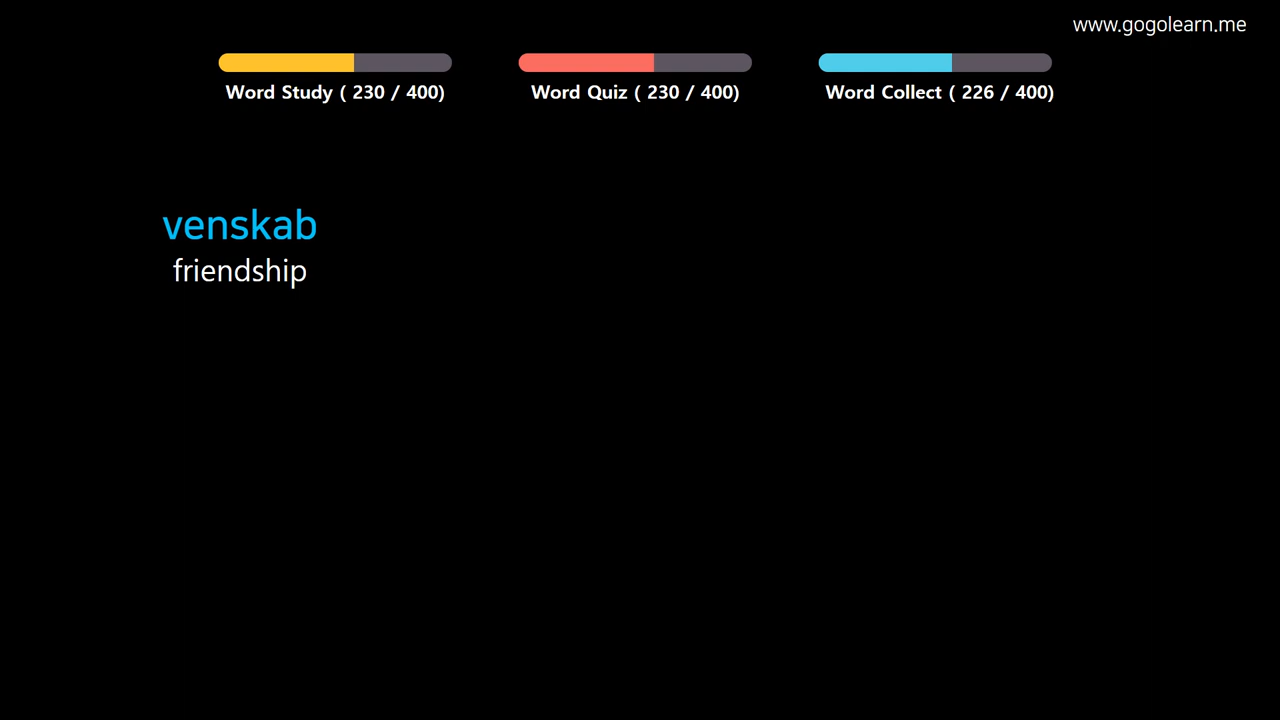 www.gogolearn.me
Word Study ( 230 / 400)
Word Quiz ( 230 / 400)
Word Collect ( 226 / 400)
venskab
friendship